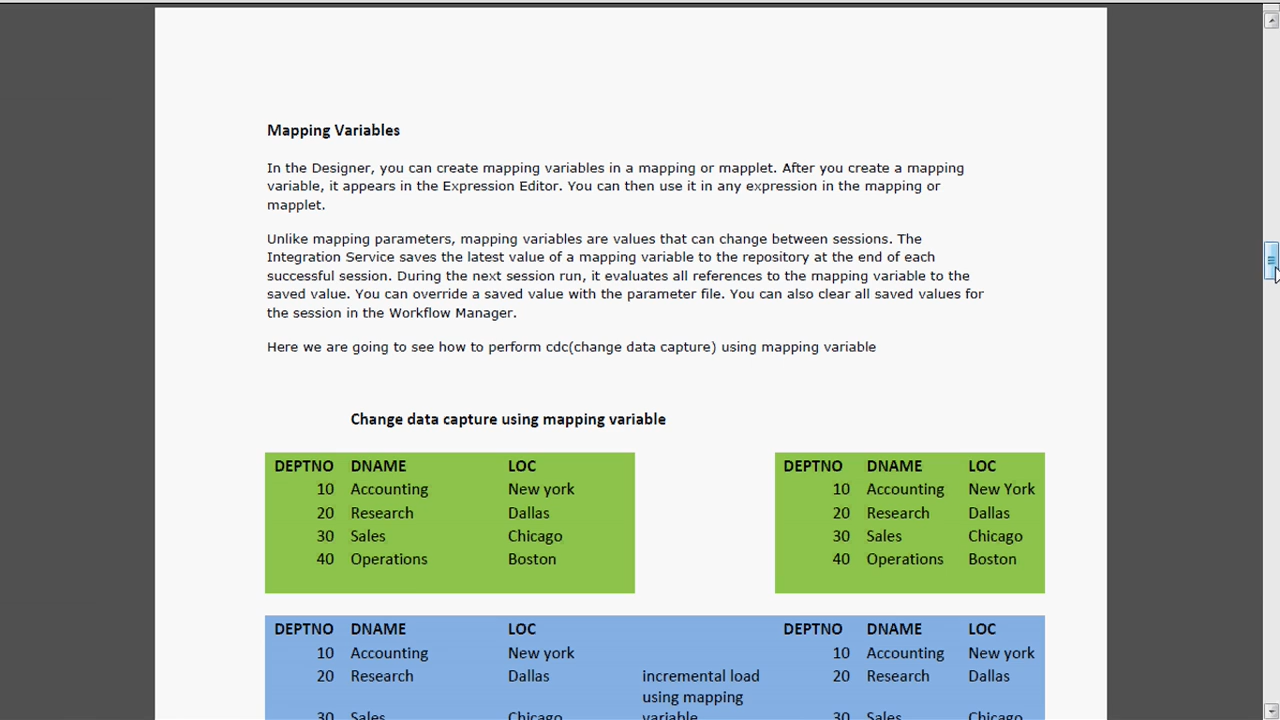 Mapping Variables
In the Designer, you can create mapping variables in a mapping or mapplet. After you create a mapping
variable, it appears in the Expression Editor. You can then use it in any expression in the mapping or
mapplet.
Unlike mapping parameters, mapping variables are values that can change between sessions. The
Integration Service saves the latest value of a mapping variable to the repository at the end of each
successful session. During the next session run, it evaluates all references to the mapping variable to the
saved value. You can override a saved value with the parameter file. You can also clear all saved values for
the session in the Workflow Manager.
Here we are going to see how to perform cdc(change data capture) using mapping variable
Change data capture using mapping variable
DEPTNO DNAME LOC DEPTNO DNAME LOC
10 Accounting New york 10 Accounting New York
20 Research Dallas 20 Research Dallas
30 Sales Chicago 30 Sales Chicago
40 Operations Boston 40 Operations Boston
DEPTNO DNAME LOC DEPTNO DNAME LOC
10 Accounting New york 10 Accounting New york
20 Research Dallas incremental load 20 Research Dallas
using mapping
30 Sales Chicago variable 30 Sales Chicago